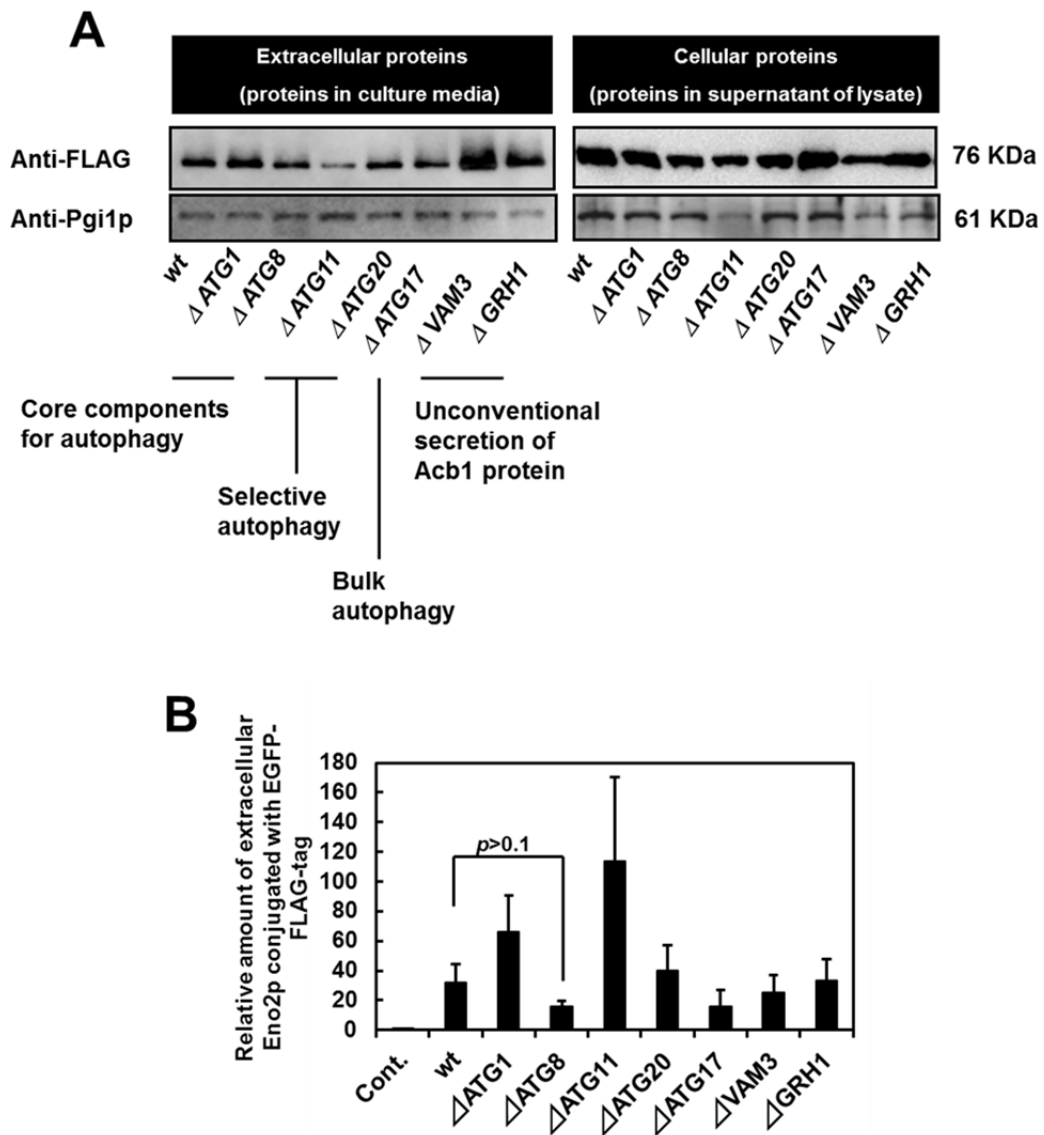 A
Extracellular proteins
(proteins in culture media)
Cellular proteins
(proteins in supernatant of lysate)
Anti-FLAG
76 KDa
Anti-Pgi1p
61 KDa
wt
Δ ATG1
Δ ATG8
Δ ATG11
Δ ATG20
Δ ATG17
Δ VAM3
Δ GRH1
wt
Δ ATG1
Δ ATG8
Δ ATG11
Δ ATG20
Δ ATG17
Δ VAM3
Δ GRH1
Core components
for autophagy
Unconventional
secretion of
Acb1 protein
Selective
autophagy
Bulk
autophagy
B
Relative amount of extracellular
Eno2p conjugated with EGFP-
FLAG-tag
180
160
140
120
100
80
60
40
20
0
p>0.1
Cont.
wt
ΔATG1
ΔATG8
ΔATG11
ΔATG20
ΔATG17
ΔVAM3
ΔGRH1